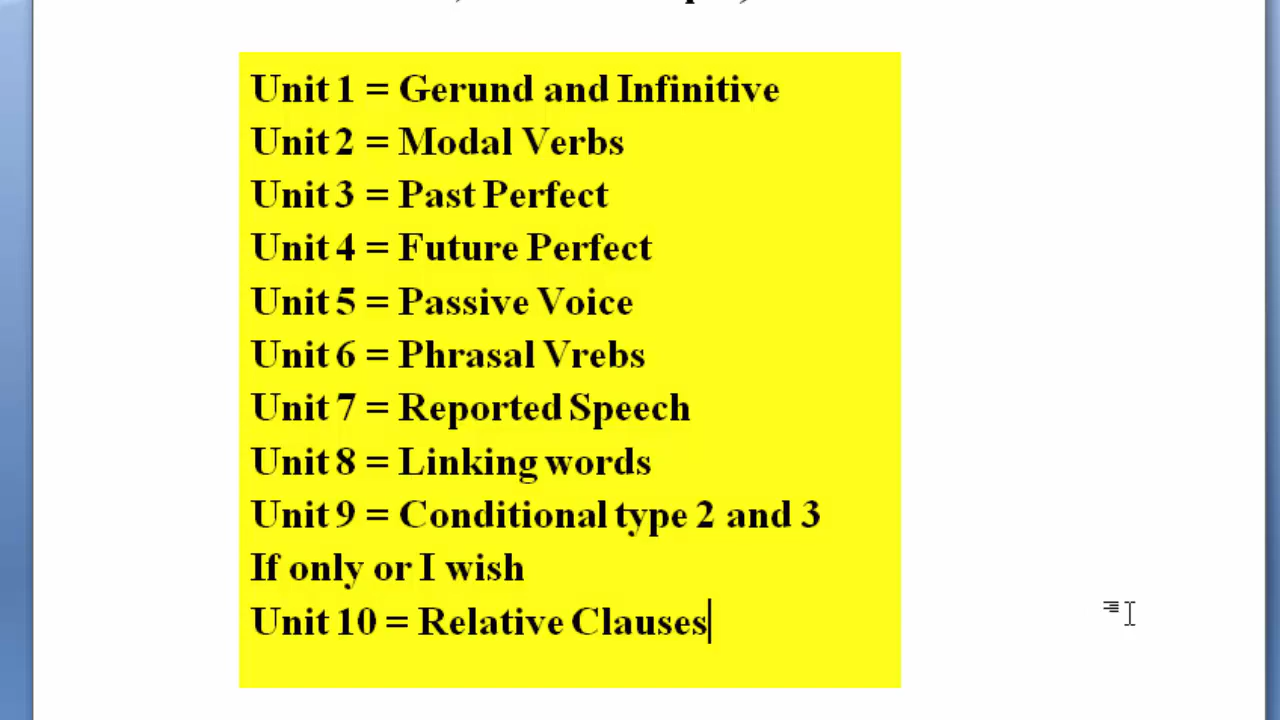 Unit 1 = Gerund and Infinitive
Unit 2 = Modal Verbs
Unit 3 = Past Perfect
Unit 4 = Future Perfect
Unit 5 = Passive Voice
Unit 6 = Phrasal Vrebs
Unit 7 = Reported Speech
Unit 8 = Linking words
Unit 9 = Conditional type 2 and 3
If only or I wish
Unit 10 = Relative Clauses